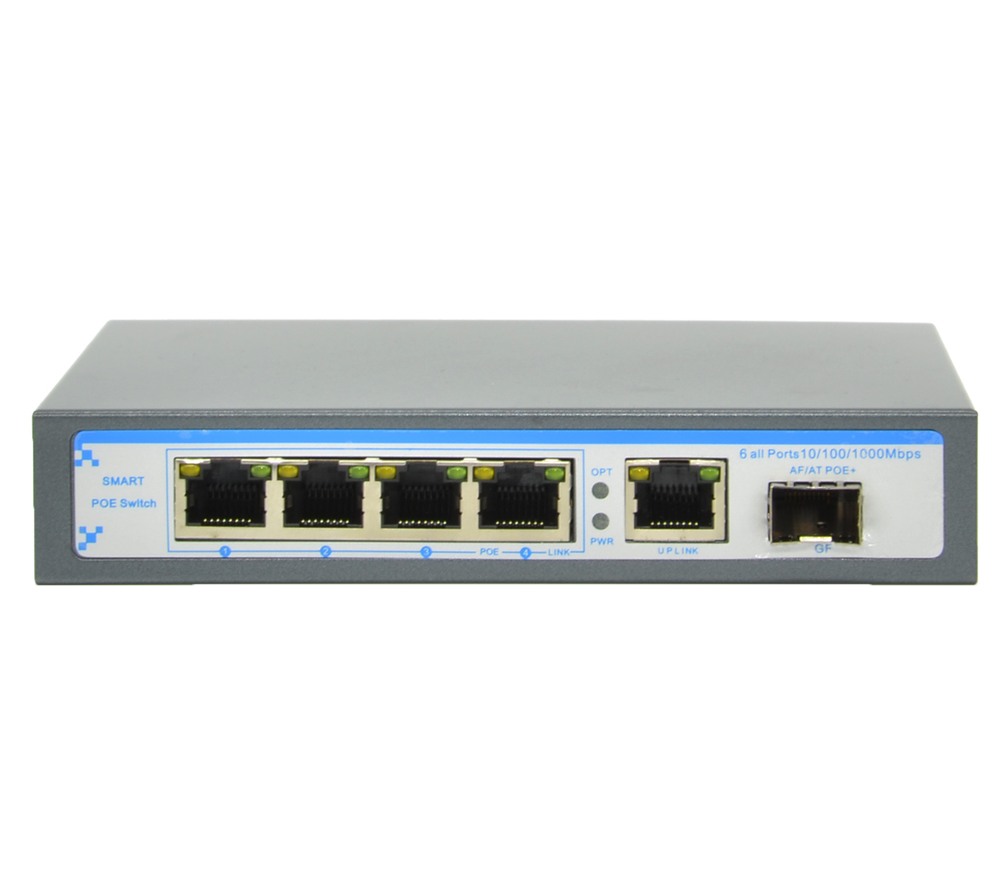 SMART
POE Switch
1 2 3 POE 4 LINK
OPT
PWR
UPLINK
6 all Ports10/100/1000Mbps
AF/AT POE+
GF